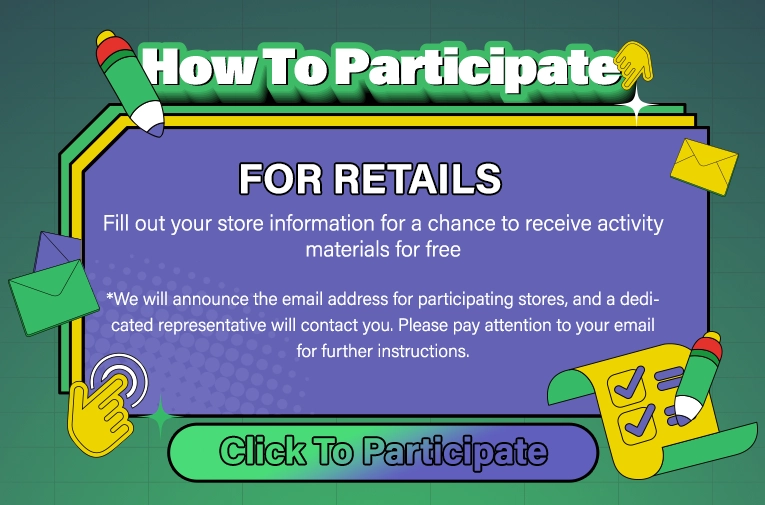 How To Participate
FOR RETAILS
Fill out your store information for a chance to receive activity
materials for free
*We will announce the email address for participating stores, and a dedi-
cated representative will contact you. Please pay attention to your email
for further instructions.
Click To Participate